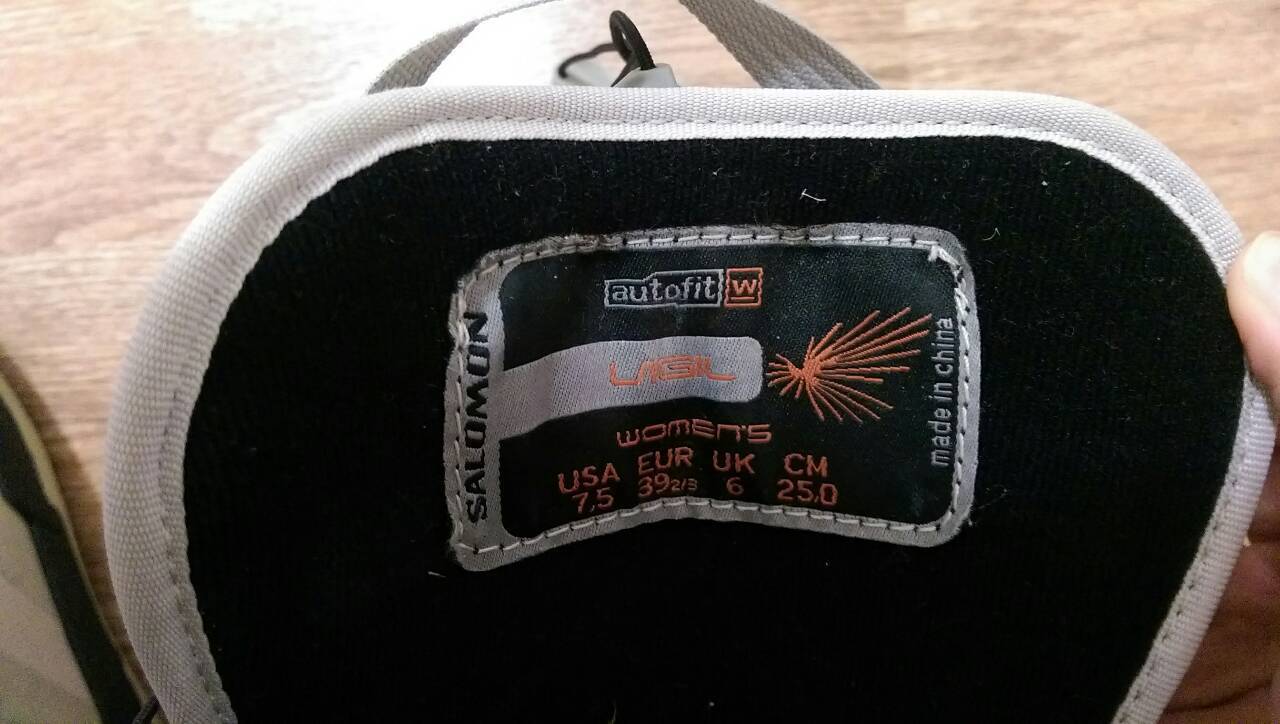 autofit w
SALOMON
VIGIL
made in china
WOMEN'S
USA EUR UK CM
7,5 39 2/3 6 25,0